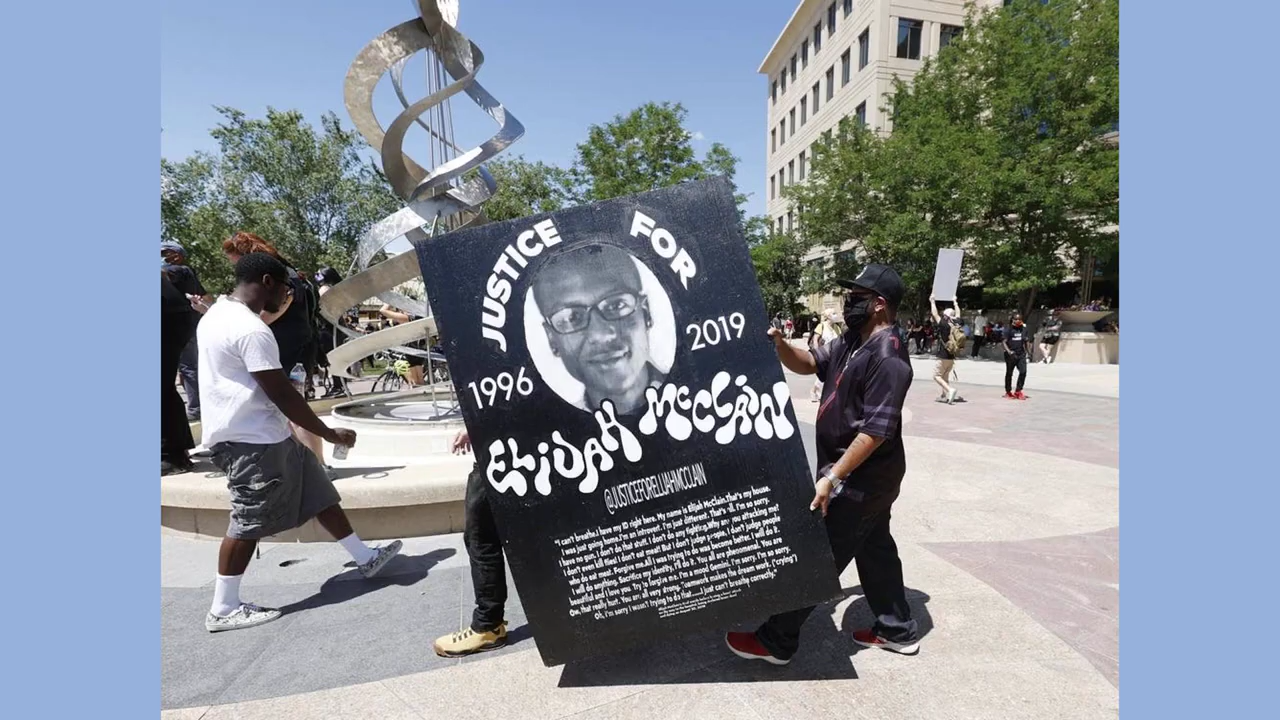 JUSTICE FOR
1996 2019
ELIJAH MCCLAIN
@JUSTICEFORELIJAHMCCLAIN
"I can't breathe.I have my ID right here. My name is Elijah McClain.That's my house.
I was just going home.I'm an introvert. I'm just different. That's all. I'm so sorry.
I have no gun. I don't do that stuff. I don't do any fighting.Why are you attacking me?
I don't even kill flies! I don't eat meat! But I don't judge people, I don't judge people
who do eat meat. Forgive me.All I was trying to do was become better. I will do it.
I will do anything. Sacrifice my identity, I'll do it. You all are phenomenal. You are
beautiful and I love you. Try to forgive me. I'm a mood Gemini. I'm sorry. I'm so sorry.
Ow, that really hurt. You are all very strong. Teamwork makes the dream work. ("crying")
Oh, I'm sorry I wasn't trying to do that......I just can't breathe correctly."